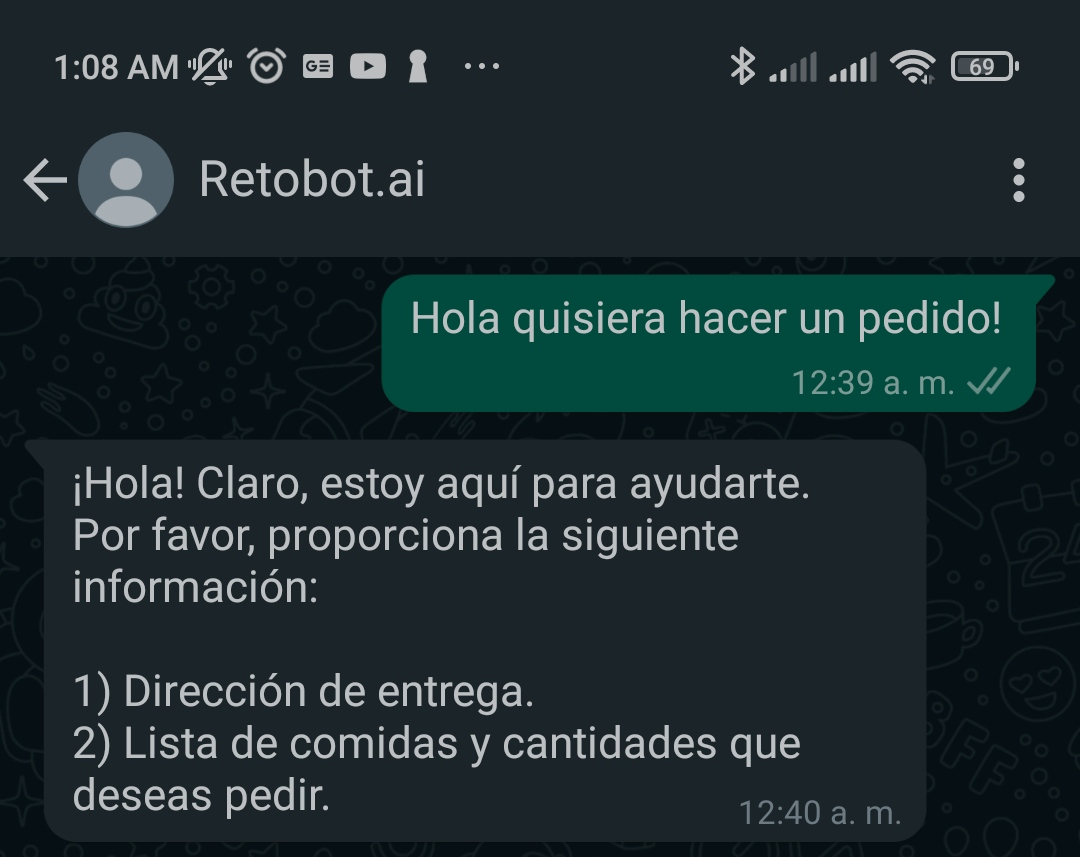 1:08 AM
69
Retobot.ai
Hola quisiera hacer un pedido!
12:39 a. m.
¡Hola! Claro, estoy aquí para ayudarte.
Por favor, proporciona la siguiente
información:
1) Dirección de entrega.
2) Lista de comidas y cantidades que
deseas pedir.
12:40 a. m.